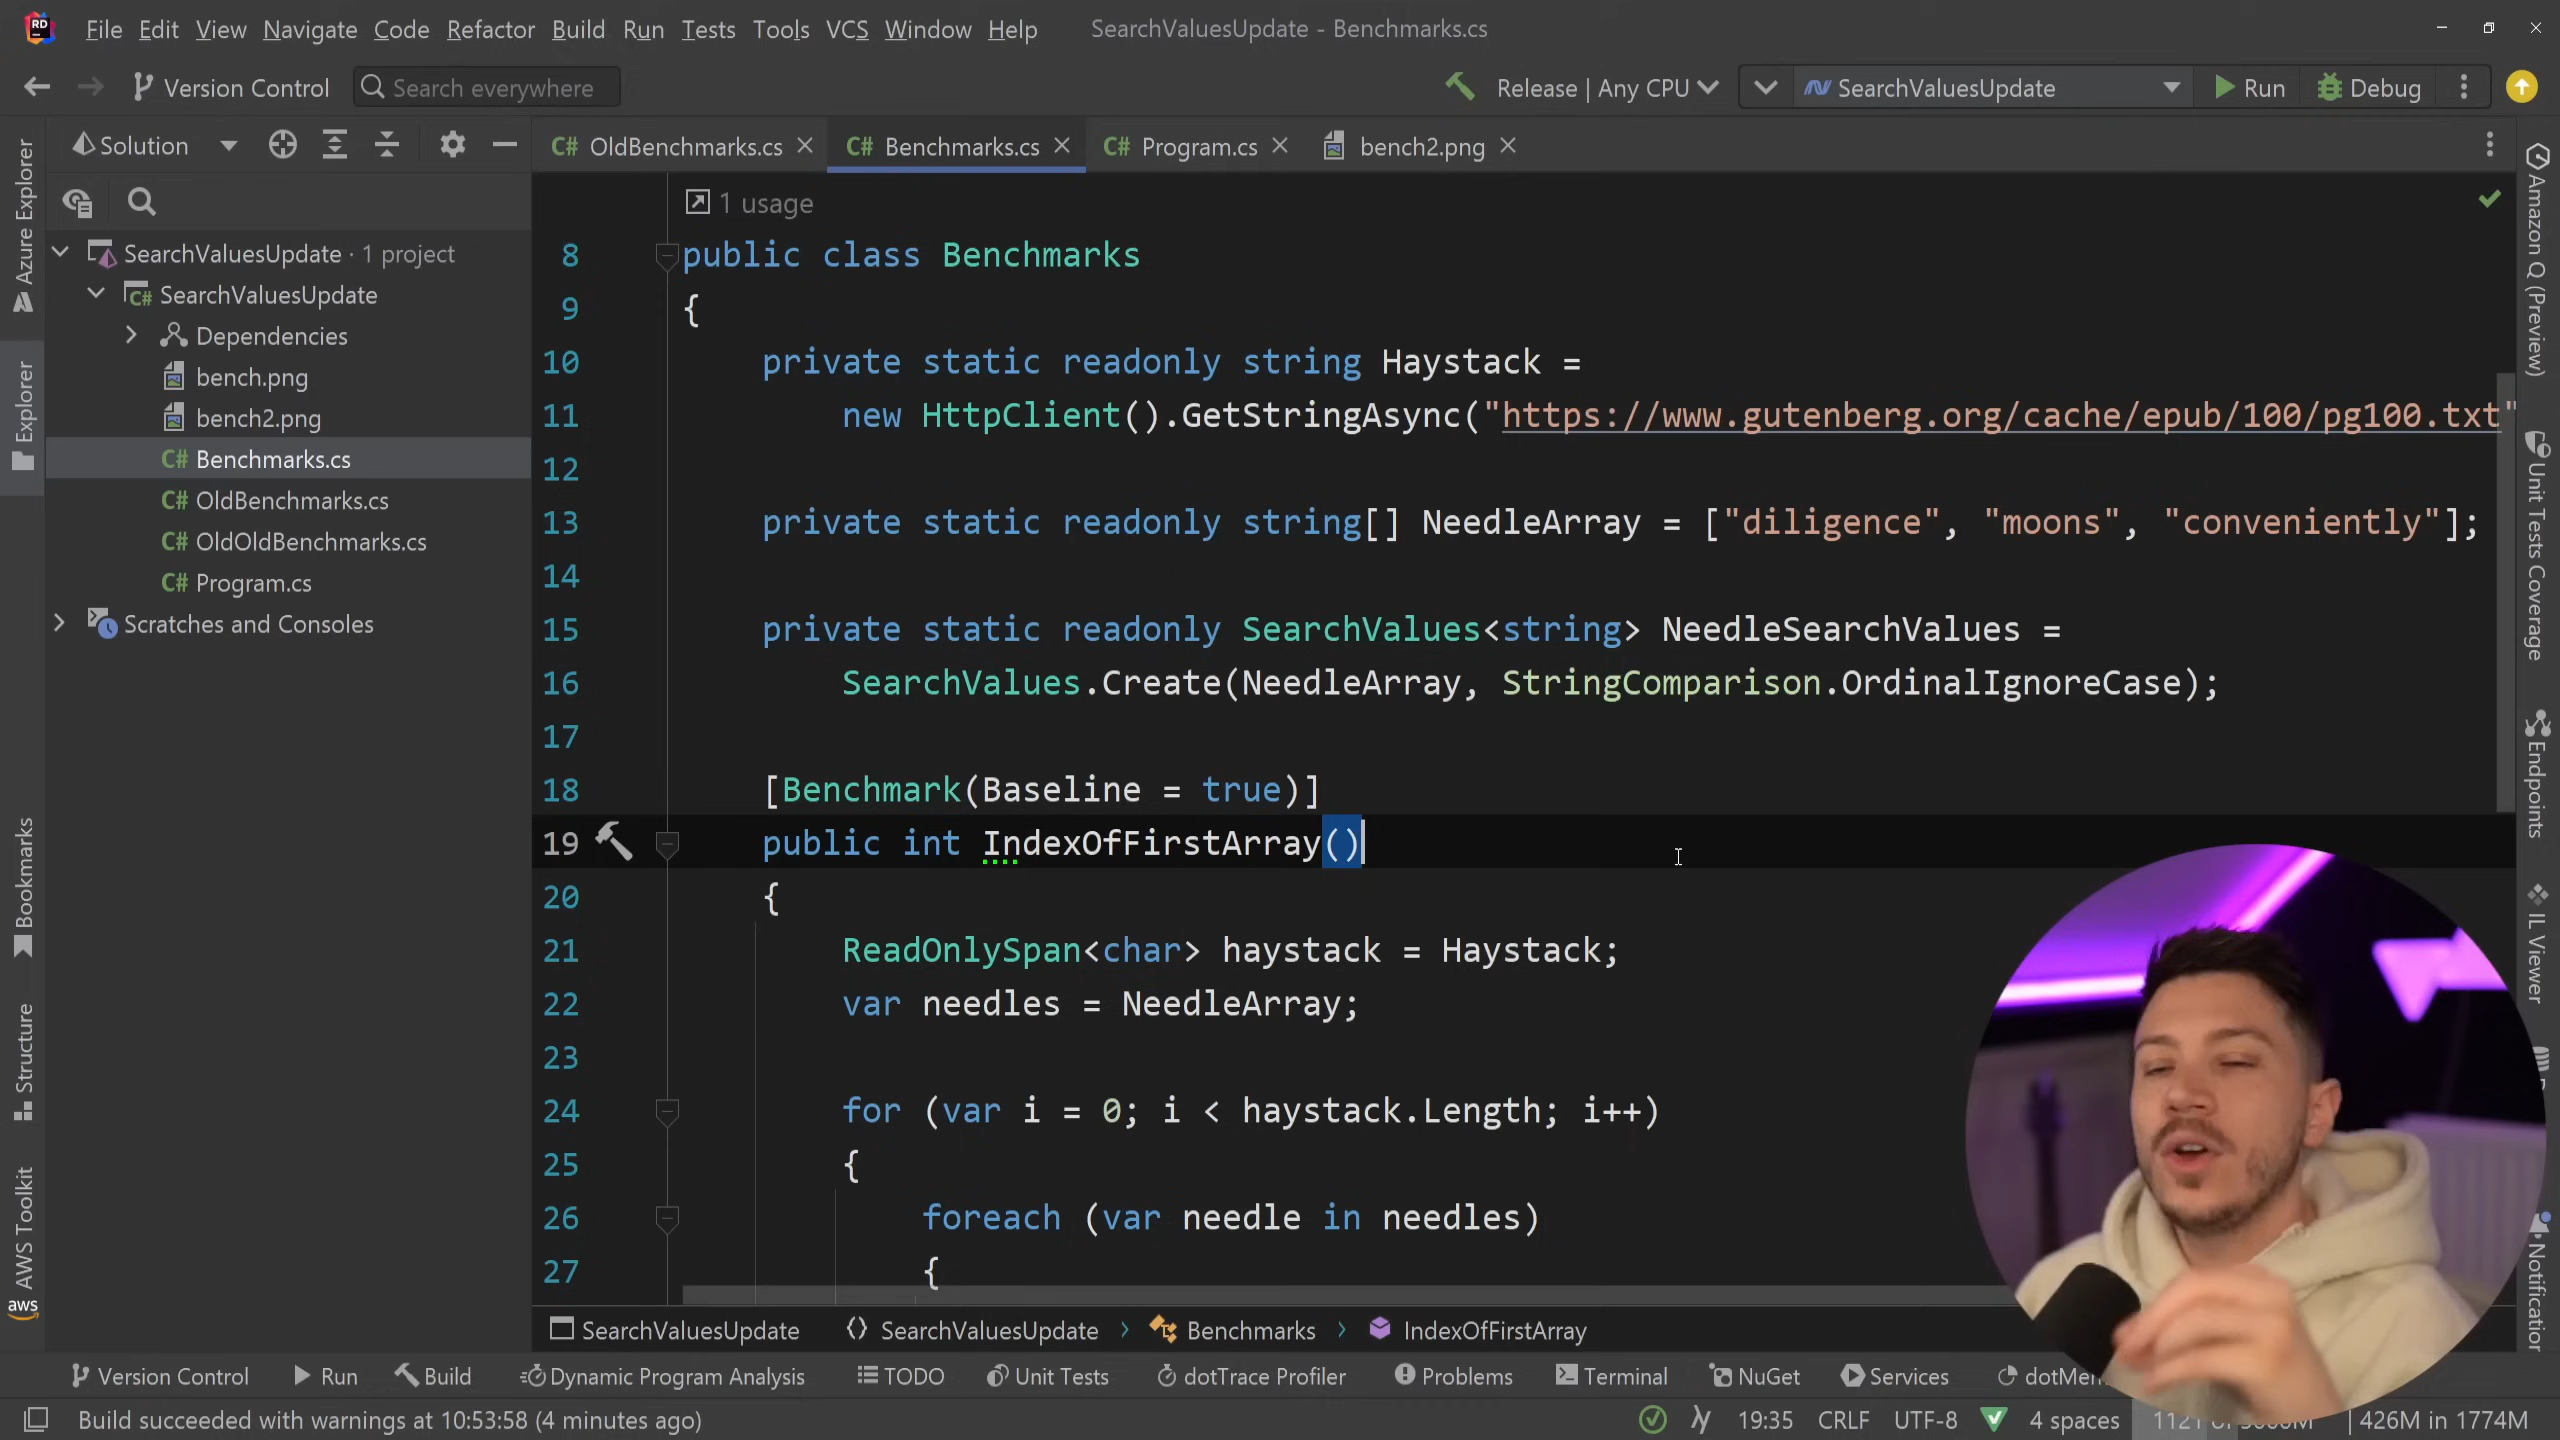 RD File Edit View Navigate Code Refactor Build Run Tests Tools VCS Window Help SearchValuesUpdate - Benchmarks.cs
Version Control Search everywhere Release | Any CPU SearchValuesUpdate Run Debug
Solution
OldBenchmarks.cs Benchmarks.cs Program.cs bench2.png
SearchValuesUpdate · 1 project
SearchValuesUpdate
Dependencies
bench.png
bench2.png
C# Benchmarks.cs
C# OldBenchmarks.cs
C# OldOldBenchmarks.cs
C# Program.cs
Scratches and Consoles
Azure Explorer
Explorer
Bookmarks
Structure
AWS Toolkit
aws
1 usage
8 public class Benchmarks
9 {
10 private static readonly string Haystack =
11 new HttpClient().GetStringAsync("https://www.gutenberg.org/cache/epub/100/pg100.txt"
12
13 private static readonly string[] NeedleArray = ["diligence", "moons", "conveniently"];
14
15 private static readonly SearchValues<string> NeedleSearchValues =
16 SearchValues.Create(NeedleArray, StringComparison.OrdinalIgnoreCase);
17
18 [Benchmark(Baseline = true)]
19 public int IndexOfFirstArray()
20 {
21 ReadOnlySpan<char> haystack = Haystack;
22 var needles = NeedleArray;
23
24 for (var i = 0; i < haystack.Length; i++)
25 {
26 foreach (var needle in needles)
27 {
Amazon Q (Preview)
Unit Tests Coverage
Endpoints
IL Viewer
Notification
SearchValuesUpdate SearchValuesUpdate Benchmarks IndexOfFirstArray
Version Control Run Build Dynamic Program Analysis TODO Unit Tests dotTrace Profiler Problems Terminal NuGet Services
Build succeeded with warnings at 10:53:58 (4 minutes ago) 19:35 CRLF UTF-8 4 spaces 426M in 1774M